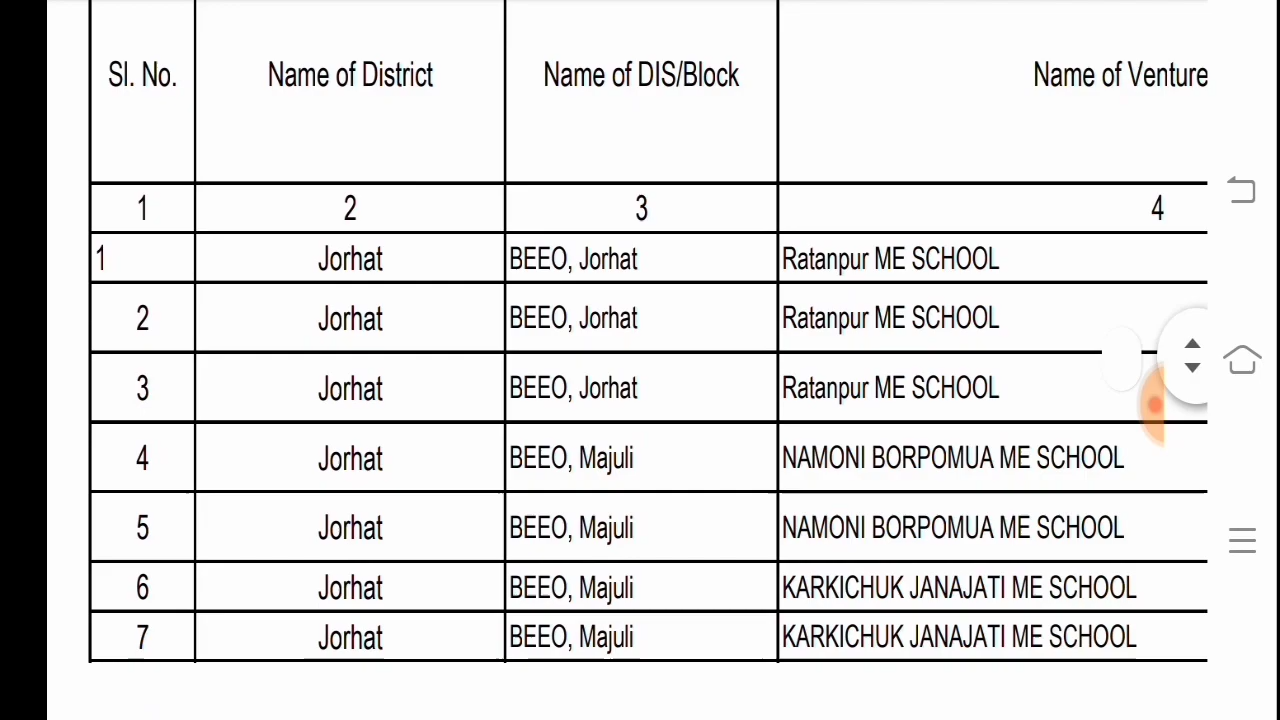 Sl. No. Name of District Name of DIS/Block Name of Venture
1 2 3 4
1 Jorhat BEEO, Jorhat Ratanpur ME SCHOOL
2 Jorhat BEEO, Jorhat Ratanpur ME SCHOOL
3 Jorhat BEEO, Jorhat Ratanpur ME SCHOOL
4 Jorhat BEEO, Majuli NAMONI BORPOMUA ME SCHOOL
5 Jorhat BEEO, Majuli NAMONI BORPOMUA ME SCHOOL
6 Jorhat BEEO, Majuli KARKICHUK JANAJATI ME SCHOOL
7 Jorhat BEEO, Majuli KARKICHUK JANAJATI ME SCHOOL